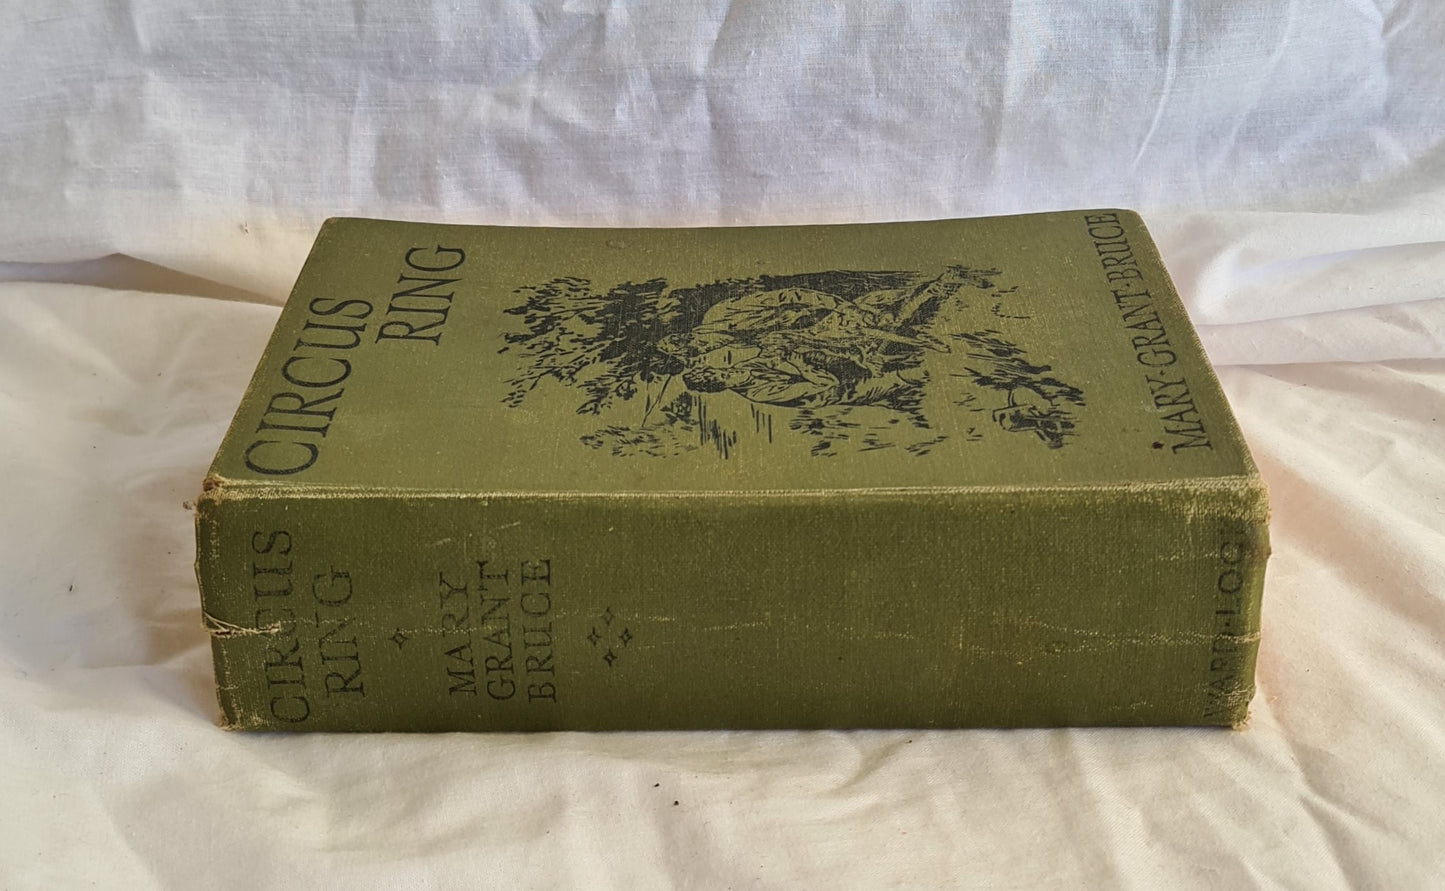 CIRCUS
RING
MARY·GRANT·BRUCE
CIRCUS
RING
MARY
GRANT
BRUCE
WARD·LOCK